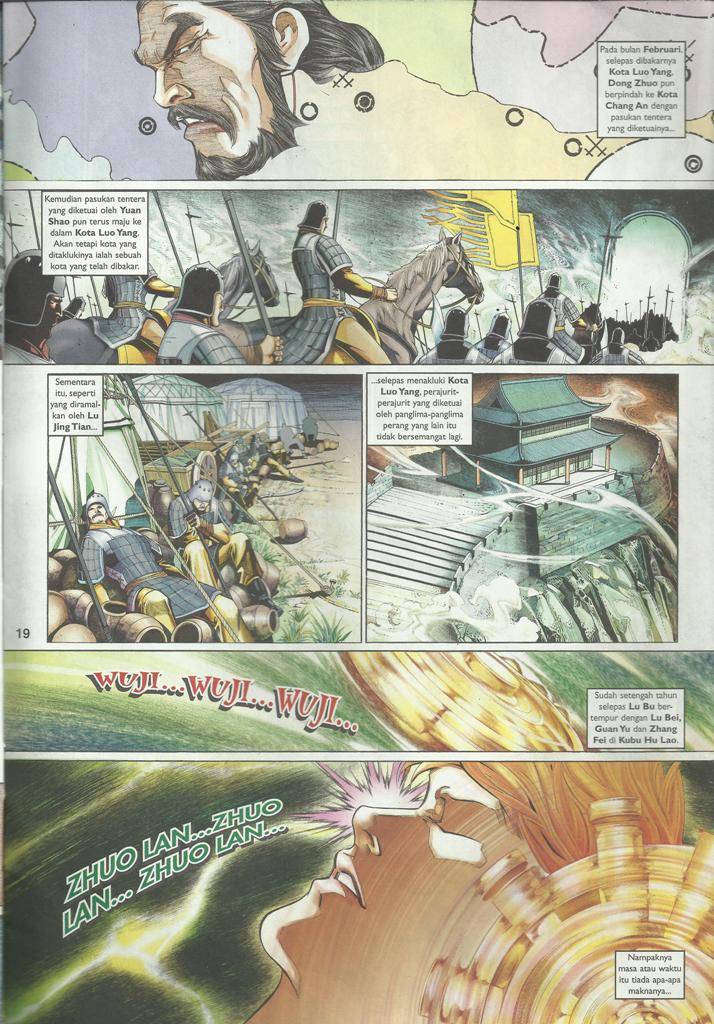 Pada bulan Februari,
selepas dibakarnya
Kota Luo Yang,
Dong Zhuo pun
berpindah ke Kota
Chang An dengan
pasukan tentera
yang diketuainya...
Kemudian pasukan tentera
yang diketuai oleh Yuan
Shao pun terus maju ke
dalam Kota Luo Yang.
Akan tetapi kota yang
ditaklukinya ialah sebuah
kota yang telah dibakar.
Sementara
itu, seperti
yang diramal-
kan oleh Lu
Jing Tian...
...selepas menakluki Kota
Luo Yang, perajurit-
perajurit yang diketuai
oleh panglima-panglima
perang yang lain itu
tidak bersemangat lagi.
19
WUJI...WUJI...WUJI...
Sudah setengah tahun
selepas Lu Bu ber-
tempur dengan Lu Bei,
Guan Yu dan Zhang
Fei di Kubu Hu Lao.
ZHUO LAN...ZHUO
LAN... ZHUO LAN...
Nampaknya
masa atau waktu
itu tiada apa-apa
maknanya...